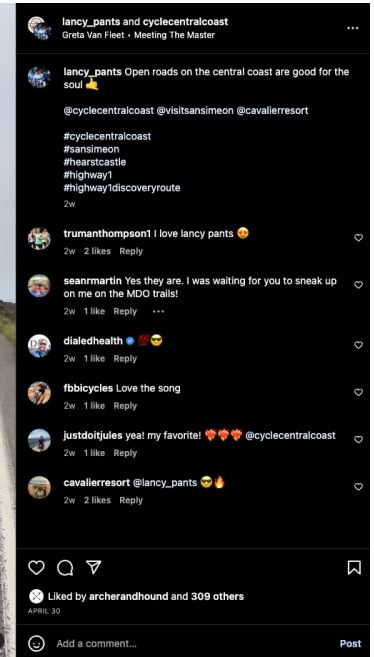 lancy_pants and cyclecentralcoast
Greta Van Fleet • Meeting The Master
lancy_pants Open roads on the central coast are good for the
soul 🤙
@cyclecentralcoast @visitsansimeon @cavalierresort
#cyclecentralcoast
#sansimeon
#hearstcastle
#highway1
#highway1discoveryroute
2w
trumanthompson1 I love lancy pants 😍
2w 2 likes Reply
seanrmartin Yes they are. I was waiting for you to sneak up
on me on the MDO trails!
2w 1 like Reply
dialedhealth 💯😎
2w 1 like Reply
fbbicycles Love the song
2w 1 like Reply
justdoitjules yea! my favorite! ❤️‍🔥❤️‍🔥❤️‍🔥 @cyclecentralcoast
2w 1 like Reply
cavalierresort @lancy_pants 😎🔥
2w 2 likes Reply
Liked by archerandhound and 309 others
APRIL 30
Add a comment...
Post